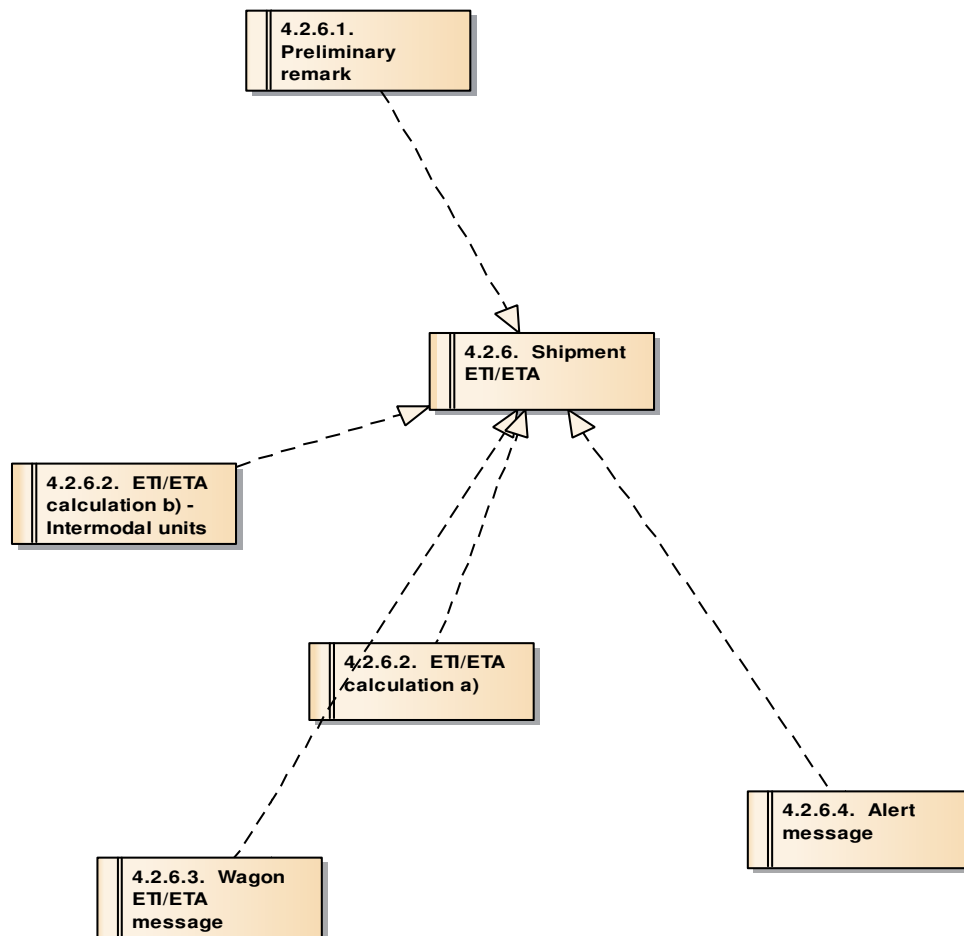 4.2.6.1.
Preliminary
remark
4.2.6. Shipment
ETI/ETA
4.2.6.2. ETI/ETA
calculation b) -
Intermodal units
4.2.6.2. ETI/ETA
calculation a)
4.2.6.4. Alert
message
4.2.6.3. Wagon
ETI/ETA
message